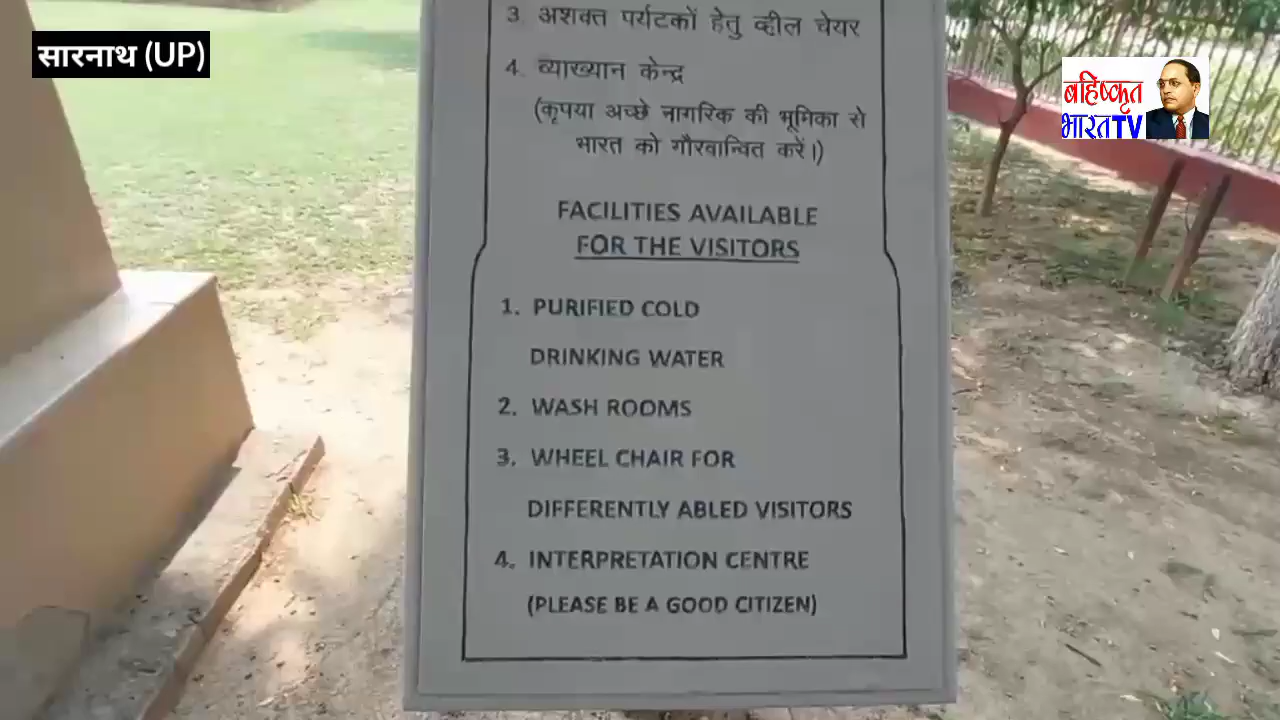 सारनाथ (UP)
बहिष्कृत
भारत TV
3. अशक्त पर्यटकों हेतु व्हील चेयर
4. व्याख्यान केन्द्र
(कृपया अच्छे नागरिक की भूमिका से
भारत को गौरवान्वित करें।)
FACILITIES AVAILABLE
FOR THE VISITORS
1. PURIFIED COLD
DRINKING WATER
2. WASH ROOMS
3. WHEEL CHAIR FOR
DIFFERENTLY ABLED VISITORS
4. INTERPRETATION CENTRE
(PLEASE BE A GOOD CITIZEN)